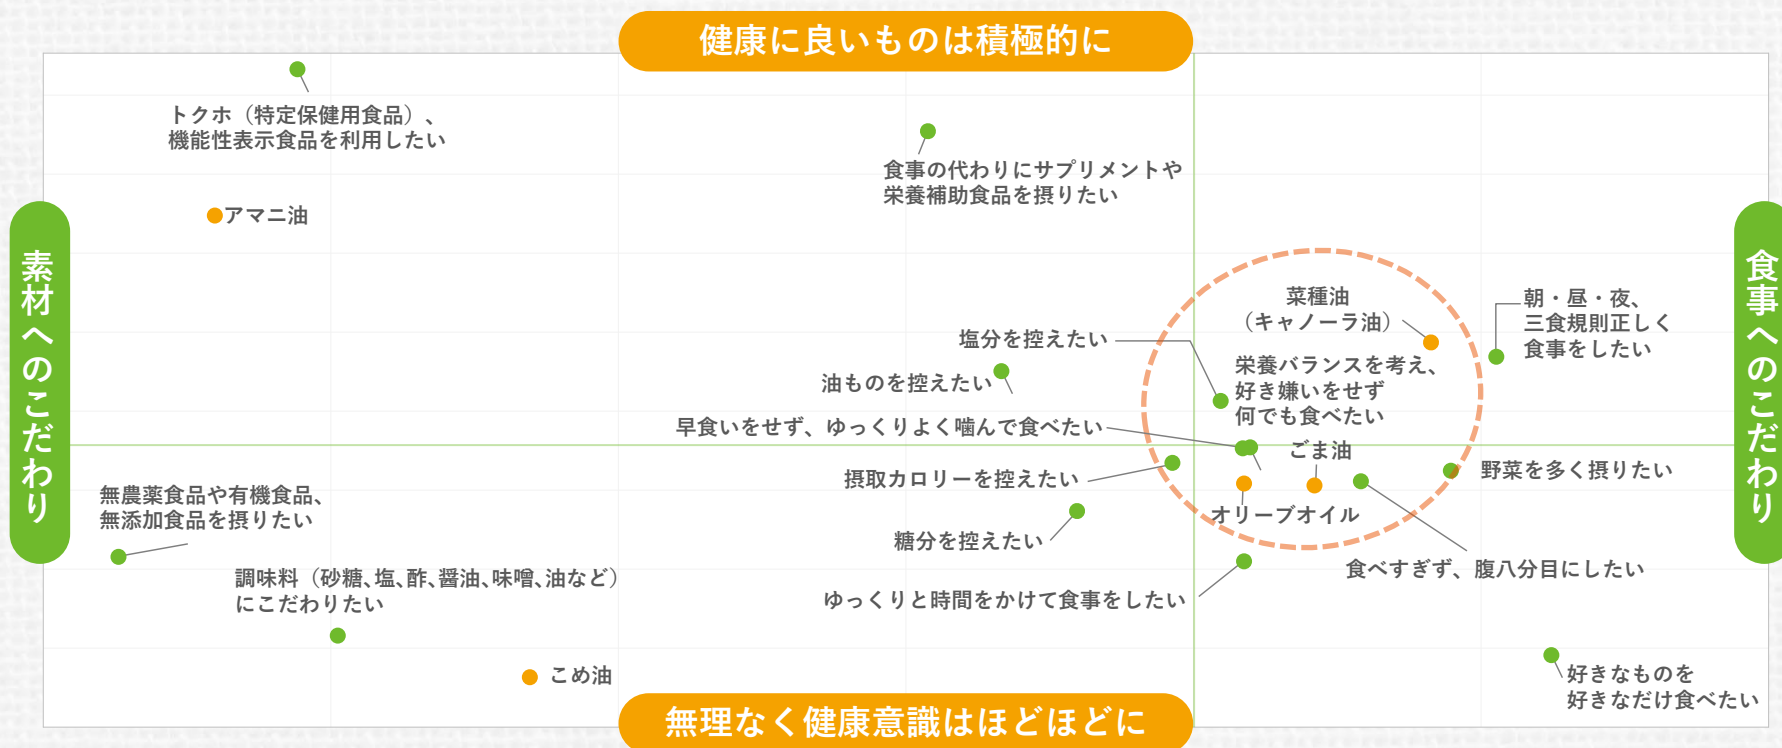 健康に良いものは積極的に
トクホ（特定保健用食品）、
機能性表示食品を利用したい
食事の代わりにサプリメントや
栄養補助食品を摂りたい
アマニ油
素材へのこだわり
食事へのこだわり
菜種油
（キャノーラ油）
朝・昼・夜、
三食規則正しく
食事をしたい
塩分を控えたい
栄養バランスを考え、
好き嫌いをせず
何でも食べたい
油ものを控えたい
早食いをせず、ゆっくりよく噛んで食べたい
ごま油
摂取カロリーを控えたい
野菜を多く摂りたい
無農薬食品や有機食品、
無添加食品を摂りたい
オリーブオイル
糖分を控えたい
食べすぎず、腹八分目にしたい
調味料（砂糖、塩、酢、醤油、味噌、油など）
にこだわりたい
ゆっくりと時間をかけて食事をしたい
こめ油
好きなものを
好きなだけ食べたい
無理なく健康意識はほどほどに